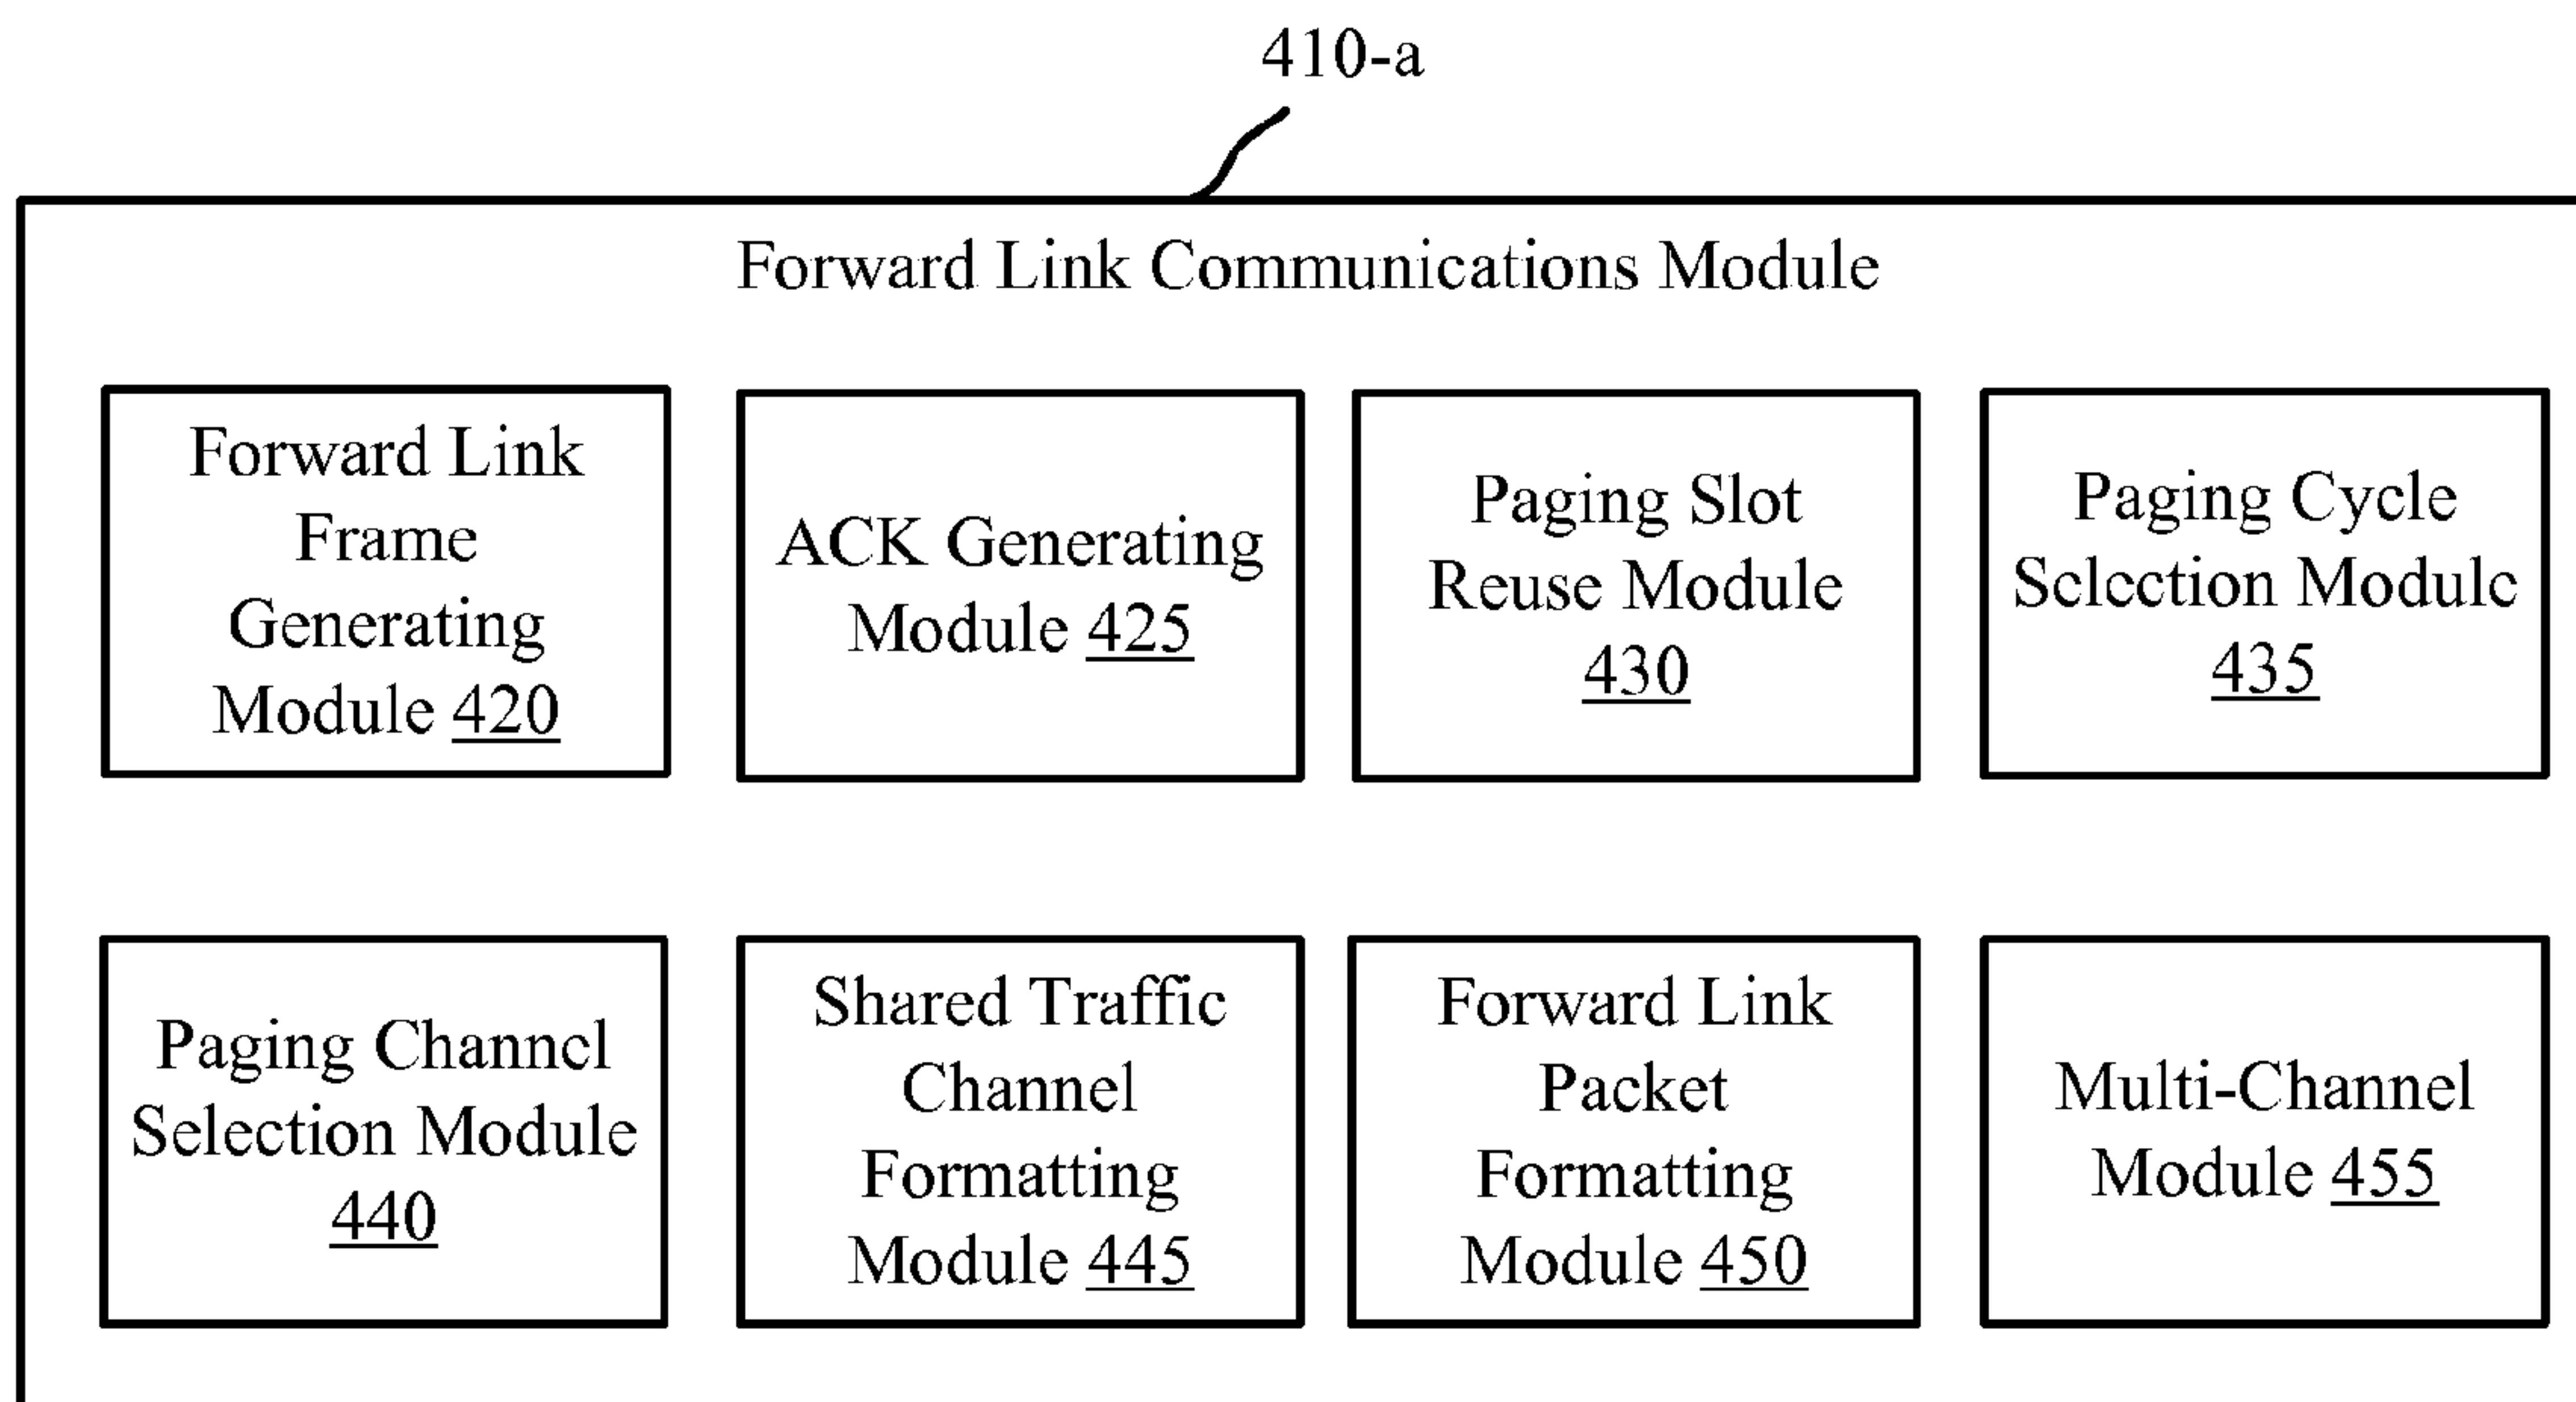 410-a
Forward Link Communications Module
Forward Link
Frame
Generating
Module 420
ACK Generating
Module 425
Paging Slot
Reuse Module
430
Paging Cycle
Selection Module
435
Paging Channel
Selection Module
440
Shared Traffic
Channel
Formatting
Module 445
Forward Link
Packet
Formatting
Module 450
Multi-Channel
Module 455